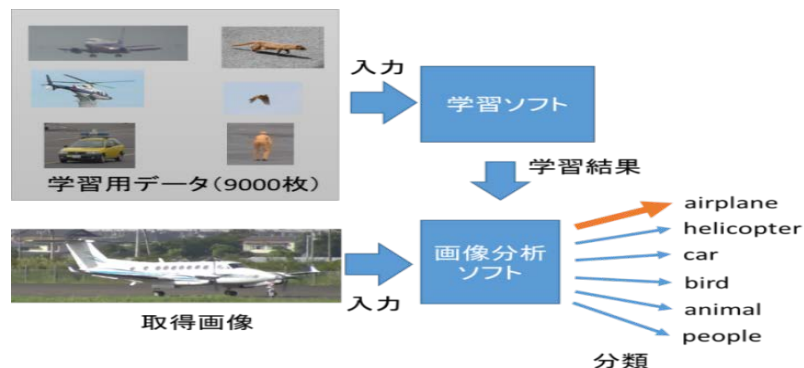 入力
学習ソフト
学習用データ(9000枚)
学習結果
airplane
helicopter
car
bird
animal
people
画像分析
ソフト
入力
取得画像
分類